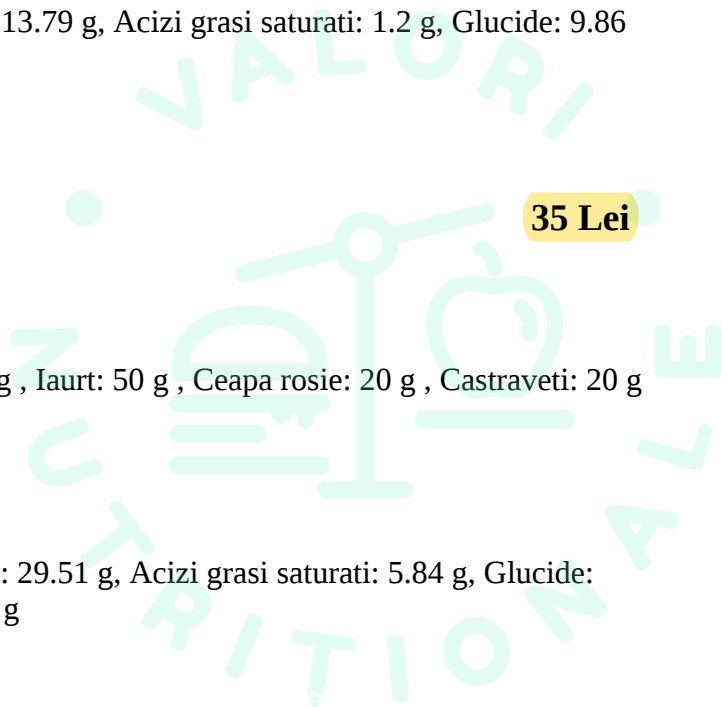 13.79 g, Acizi grasi saturati: 1.2 g, Glucide: 9.86
35 Lei
g , Iaurt: 50 g , Ceapa rosie: 20 g , Castraveti: 20 g
: 29.51 g, Acizi grasi saturati: 5.84 g, Glucide:
g
VALORI
NUTRITIONALE